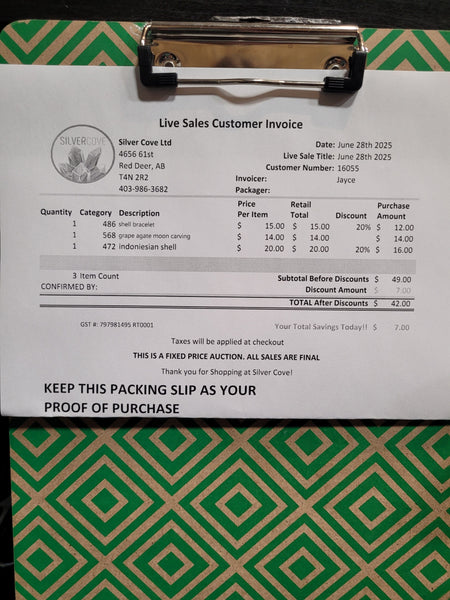 Live Sales Customer Invoice
SILVERCOVE
Silver Cove Ltd
4656 61st
Red Deer, AB
T4N 2R2
403-986-3682
Date: June 28th 2025
Live Sale Title: June 28th 2025
Customer Number: 16055
Invoicer: Jayce
Packager:
Quantity Category Description Price Per Item Retail Total Discount Purchase Amount
1 486 shell bracelet $ 15.00 $ 15.00 20% $ 12.00
1 568 grape agate moon carving $ 14.00 $ 14.00 $ 14.00
1 472 indoniesian shell $ 20.00 $ 20.00 20% $ 16.00
3 Item Count Subtotal Before Discounts $ 49.00
CONFIRMED BY: Discount Amount $ 7.00
TOTAL After Discounts $ 42.00
GST #: 797981495 RT0001 Your Total Savings Today!! $ 7.00
Taxes will be applied at checkout
THIS IS A FIXED PRICE AUCTION. ALL SALES ARE FINAL
Thank you for Shopping at Silver Cove!
KEEP THIS PACKING SLIP AS YOUR
PROOF OF PURCHASE